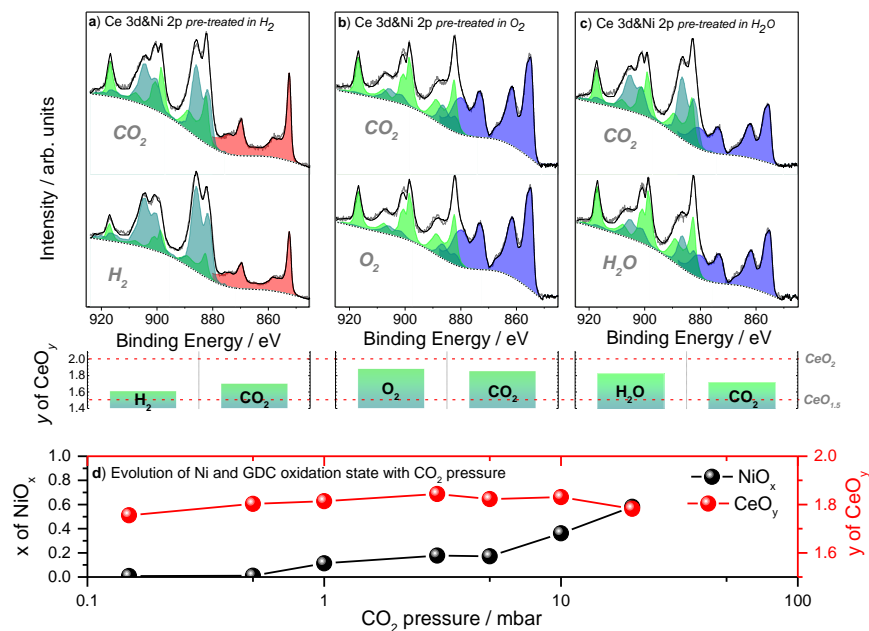 a) Ce 3d&Ni 2p pre-treated in H2
b) Ce 3d&Ni 2p pre-treated in O2
c) Ce 3d&Ni 2p pre-treated in H2O
Intensity / arb. units
CO2
CO2
CO2
H2
O2
H2O
920 900 880 860
920 900 880 860
920 900 880 860
Binding Energy / eV
Binding Energy / eV
Binding Energy / eV
y of CeOy
2.0
1.8
1.6
1.4
H2
CO2
O2
CO2
H2O
CO2
CeO2
CeO1.5
d) Evolution of Ni and GDC oxidation state with CO2 pressure
NiOx
CeOy
x of NiOx
1.0
0.8
0.6
0.4
0.2
0.0
y of CeOy
2.0
1.8
1.6
0.1 1 10 100
CO2 pressure / mbar